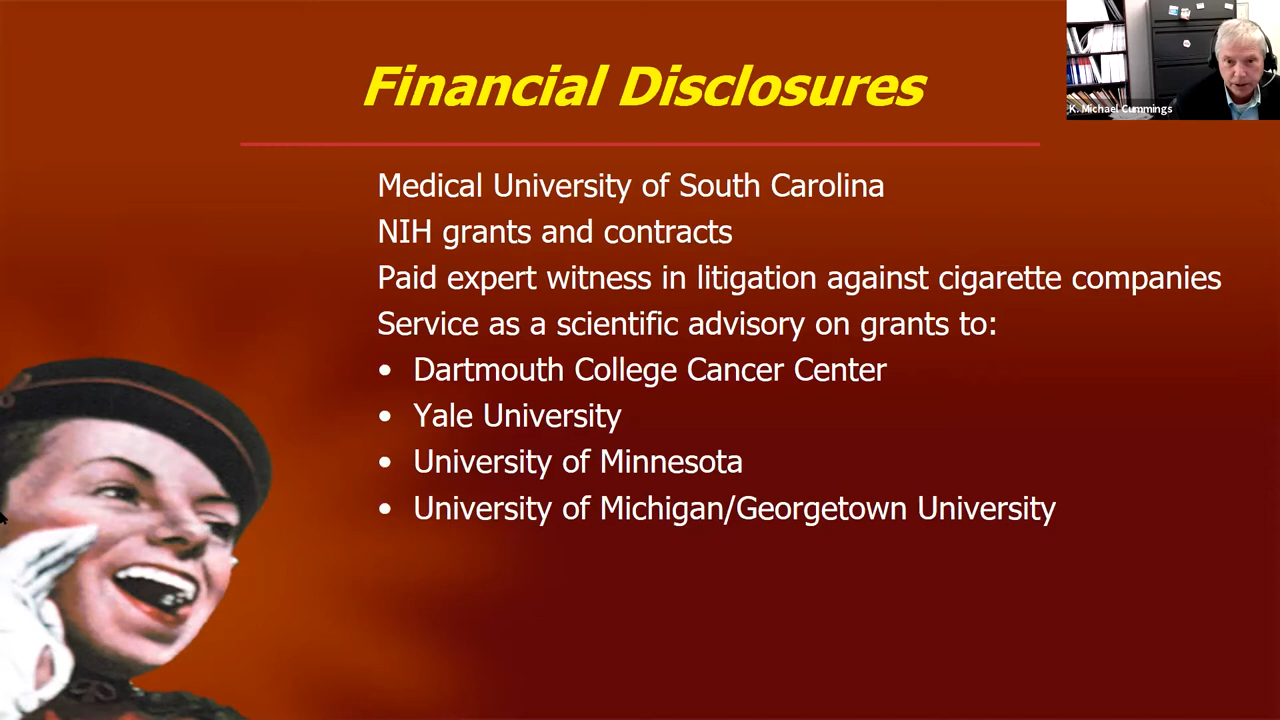 Financial Disclosures
K. Michael Cummings
Medical University of South Carolina
NIH grants and contracts
Paid expert witness in litigation against cigarette companies
Service as a scientific advisory on grants to:
• Dartmouth College Cancer Center
• Yale University
• University of Minnesota
• University of Michigan/Georgetown University